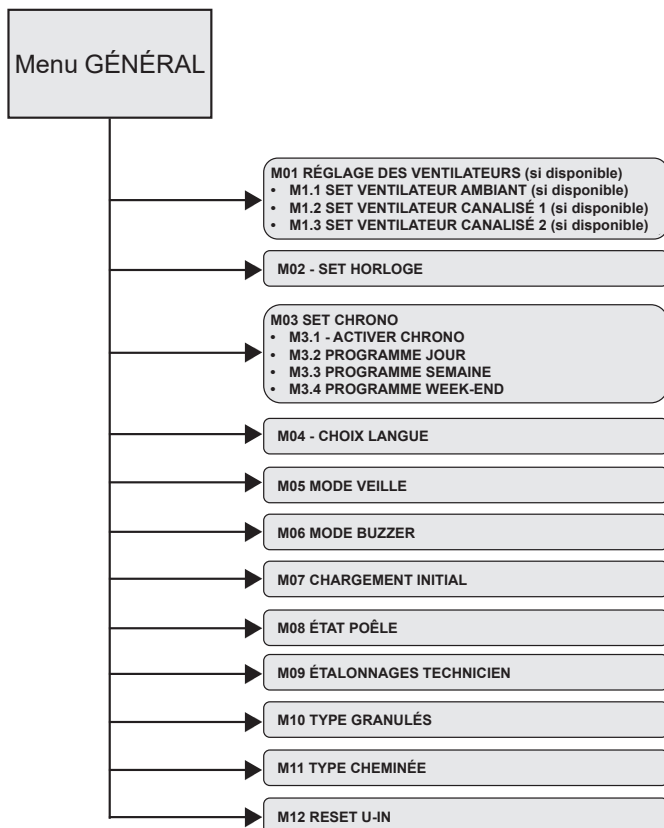 Menu GÉNÉRAL
M01 RÉGLAGE DES VENTILATEURS (si disponible)
• M1.1 SET VENTILATEUR AMBIANT (si disponible)
• M1.2 SET VENTILATEUR CANALISÉ 1 (si disponible)
• M1.3 SET VENTILATEUR CANALISÉ 2 (si disponible)
M02 - SET HORLOGE
M03 SET CHRONO
• M3.1 - ACTIVER CHRONO
• M3.2 PROGRAMME JOUR
• M3.3 PROGRAMME SEMAINE
• M3.4 PROGRAMME WEEK-END
M04 - CHOIX LANGUE
M05 MODE VEILLE
M06 MODE BUZZER
M07 CHARGEMENT INITIAL
M08 ÉTAT POÊLE
M09 ÉTALONNAGES TECHNICIEN
M10 TYPE GRANULÉS
M11 TYPE CHEMINÉE
M12 RESET U-IN